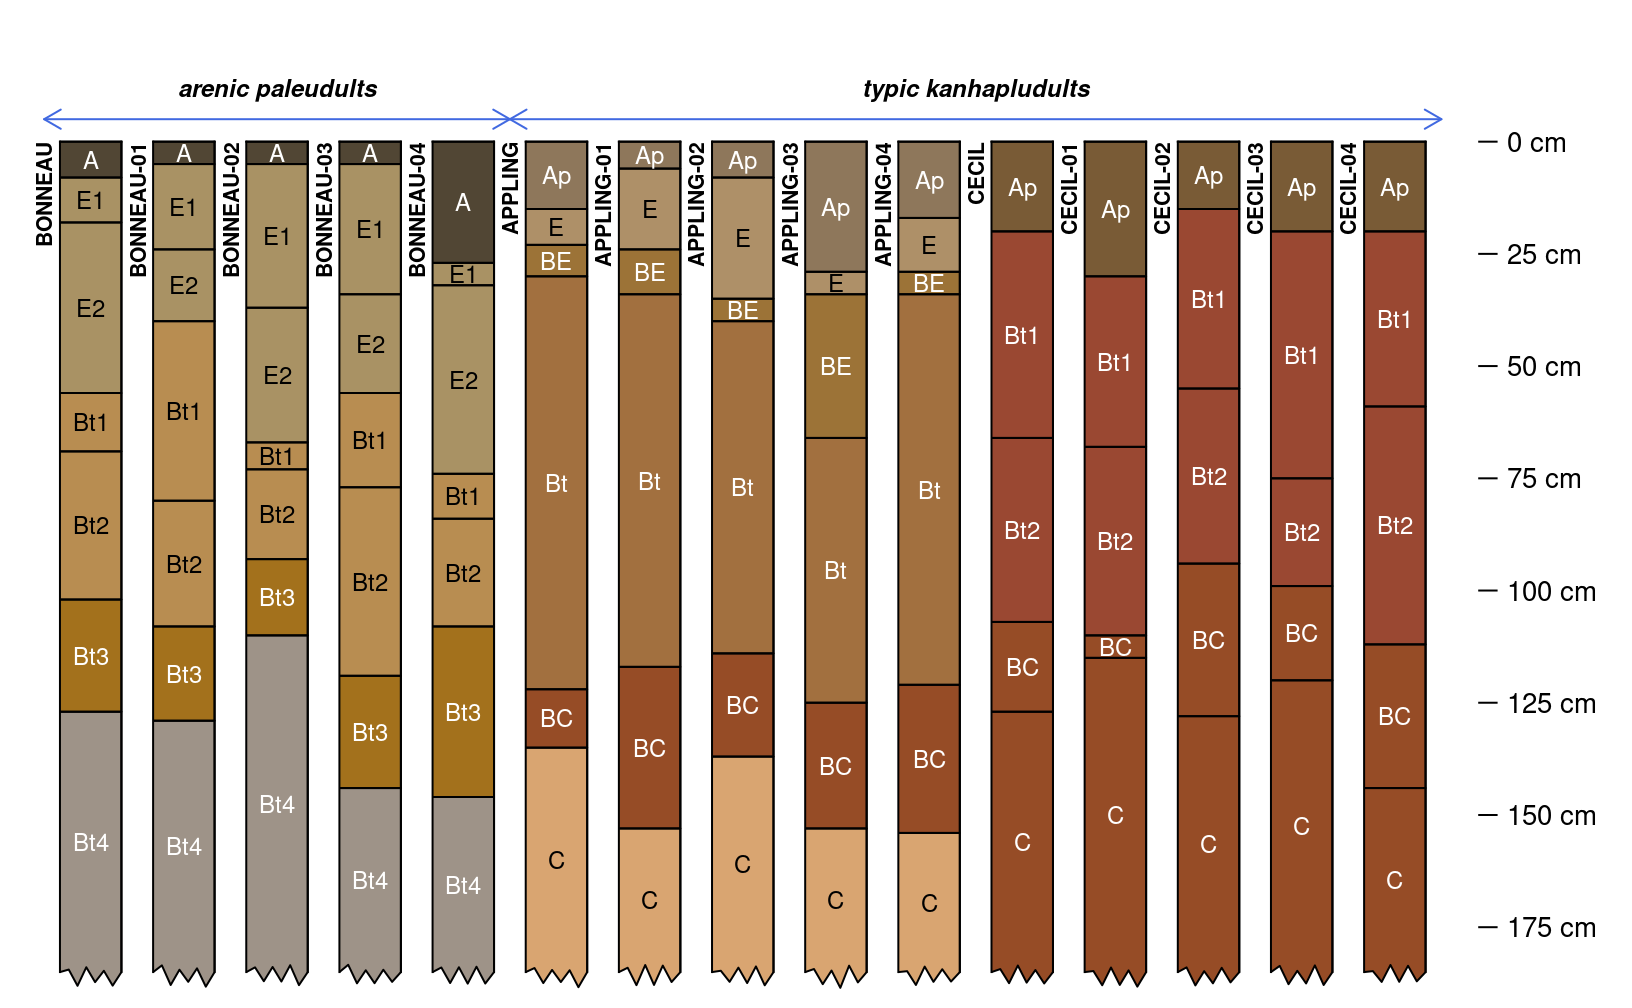 arenic paleudults
typic kanhapludults
BONNEAU
A
E1
E2
Bt1
Bt2
Bt3
Bt4
BONNEAU-01
A
E1
E2
Bt1
Bt2
Bt3
Bt4
BONNEAU-02
A
E1
E2
Bt1
Bt2
Bt3
Bt4
BONNEAU-03
A
E1
E2
Bt1
Bt2
Bt3
Bt4
BONNEAU-04
A
E1
E2
Bt1
Bt2
Bt3
Bt4
APPLING
Ap
E
BE
Bt
BC
C
APPLING-01
Ap
E
BE
Bt
BC
C
APPLING-02
Ap
E
BE
Bt
BC
C
APPLING-03
Ap
E
BE
Bt
BC
C
APPLING-04
Ap
E
BE
Bt
BC
C
CECIL
Ap
Bt1
Bt2
BC
C
CECIL-01
Ap
Bt1
Bt2
BC
C
CECIL-02
Ap
Bt1
Bt2
BC
C
CECIL-03
Ap
Bt1
Bt2
BC
C
CECIL-04
Ap
Bt1
Bt2
BC
C
0 cm
25 cm
50 cm
75 cm
100 cm
125 cm
150 cm
175 cm